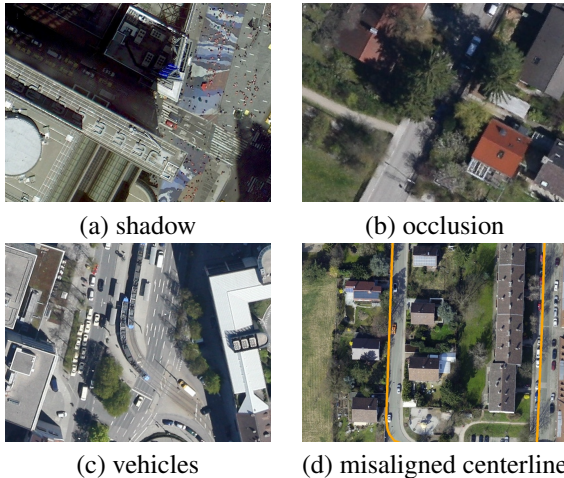 (a) shadow
(b) occlusion
(c) vehicles
(d) misaligned centerline